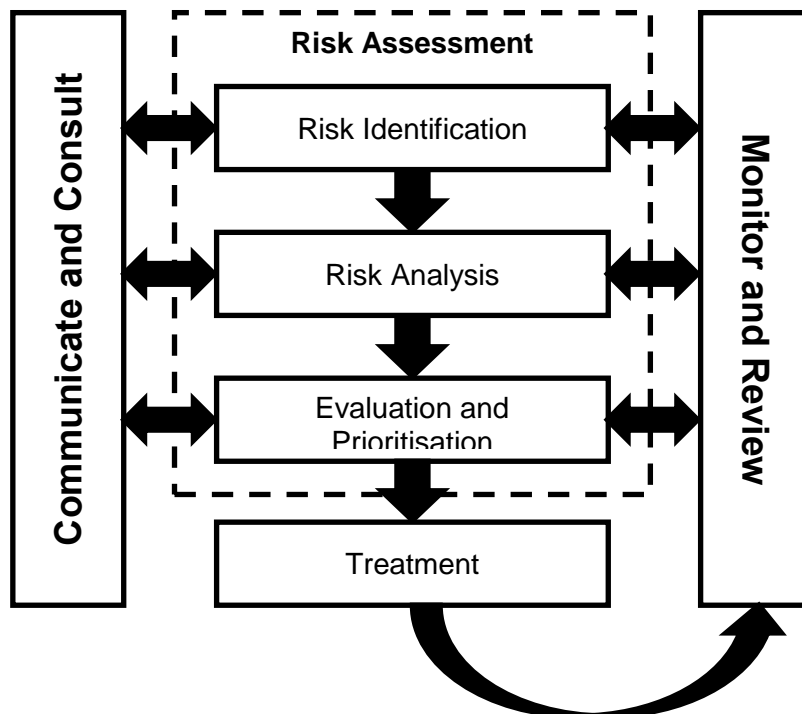 Risk Assessment
Communicate and Consult
Risk Identification
Monitor and Review
Risk Analysis
Evaluation and
Prioritisation
Treatment